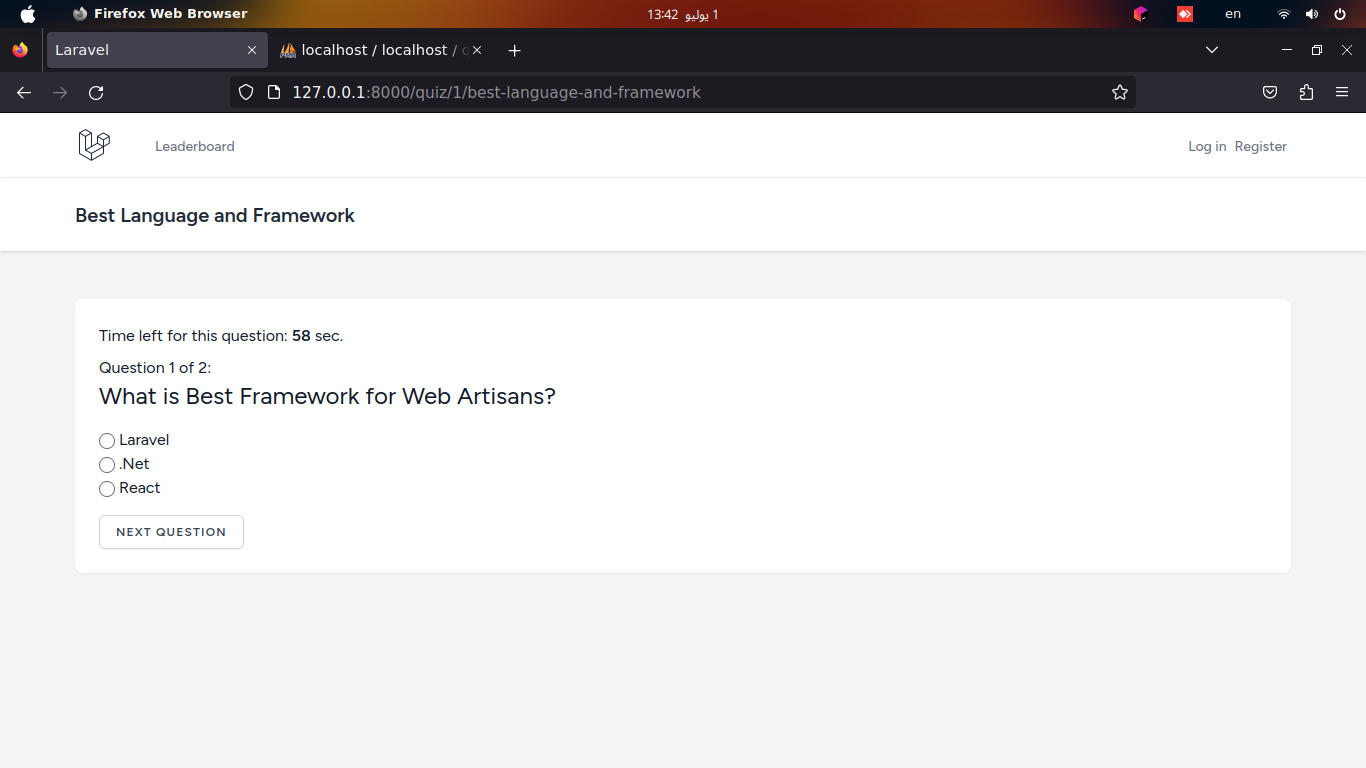 Firefox Web Browser
1 يوليو 13:42
en
Laravel
localhost / localhost /
127.0.0.1:8000/quiz/1/best-language-and-framework
Leaderboard
Log in Register
Best Language and Framework
Time left for this question: 58 sec.
Question 1 of 2:
What is Best Framework for Web Artisans?
Laravel
.Net
React
NEXT QUESTION